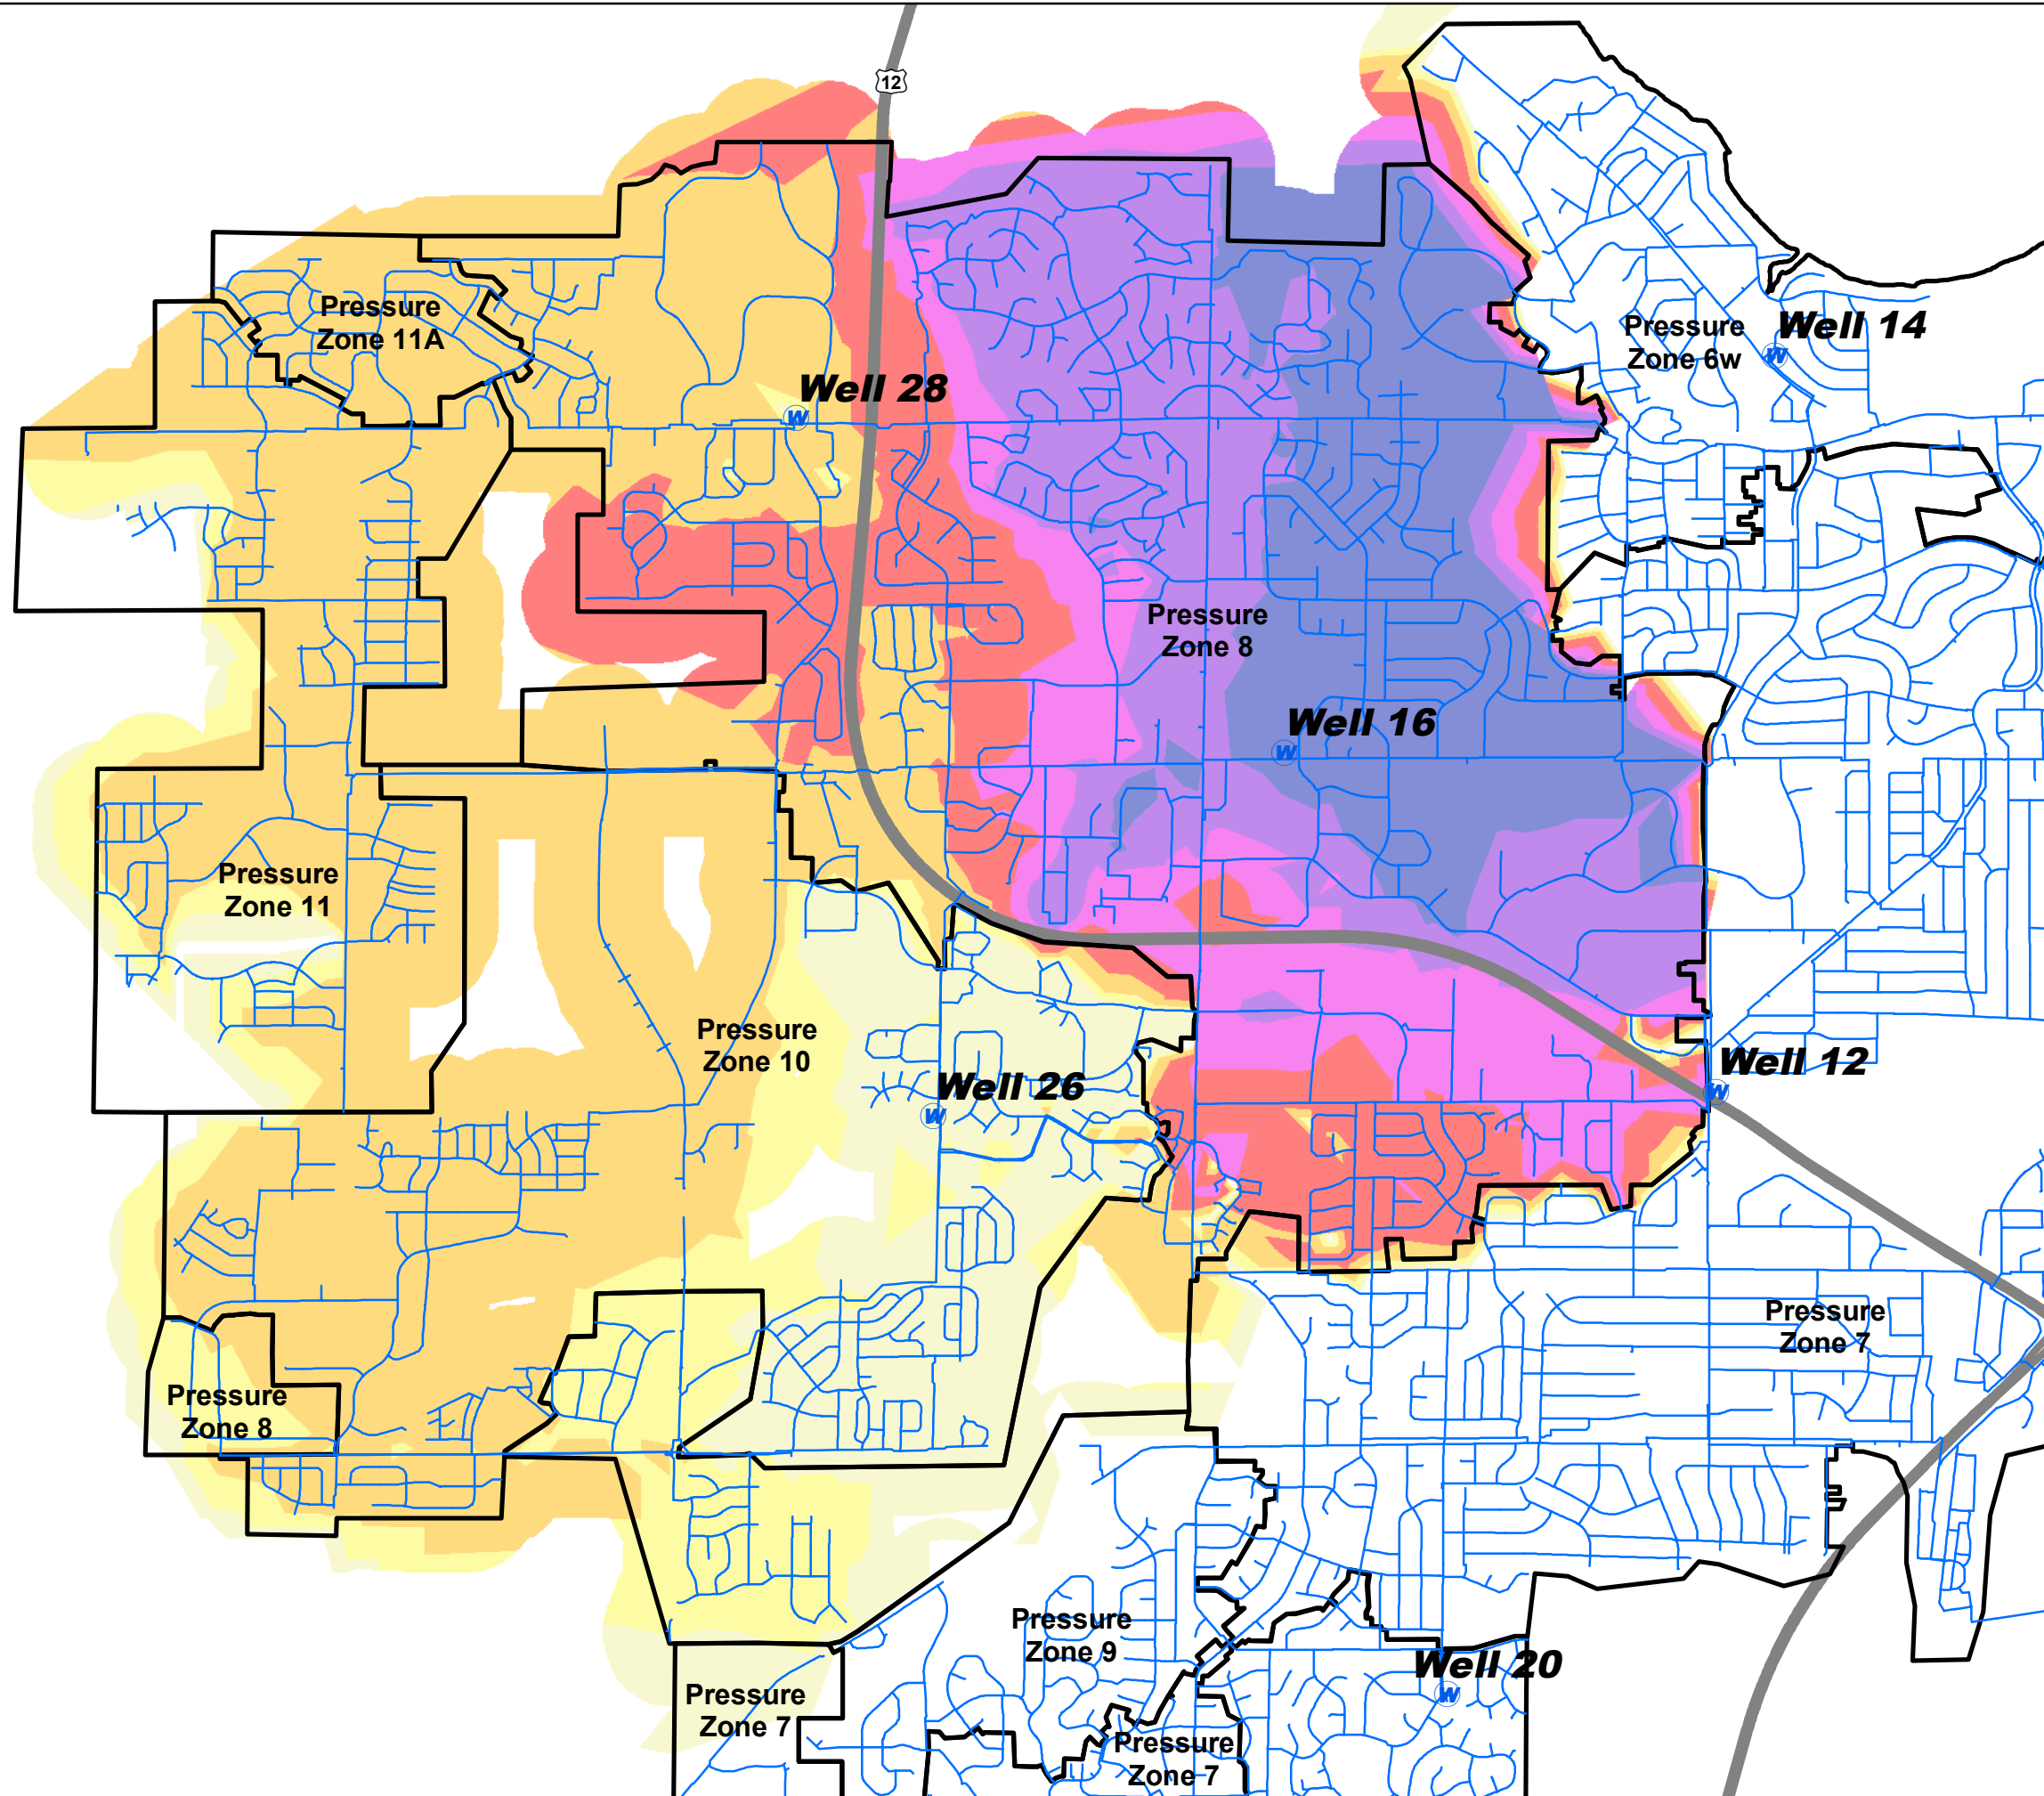 12
Pressure
Zone 11A
Pressure
Zone 6w
Well 14
W
Well 28
W
Pressure
Zone 8
Well 16
W
Pressure
Zone 11
Pressure
Zone 10
Well 26
W
Well 12
W
Pressure
Zone 7
Pressure
Zone 8
Pressure
Zone 9
Well 20
W
Pressure
Zone 7
Pressure
Zone 7